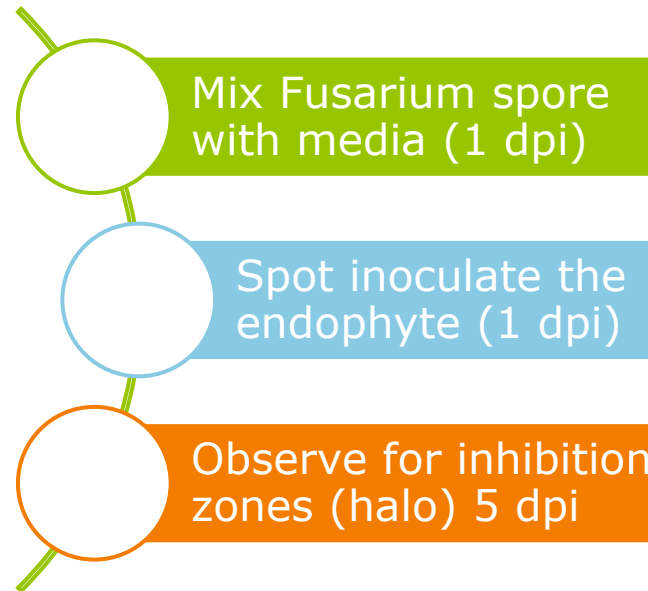 Mix Fusarium spore
with media (1 dpi)
Spot inoculate the
endophyte (1 dpi)
Observe for inhibition
zones (halo) 5 dpi